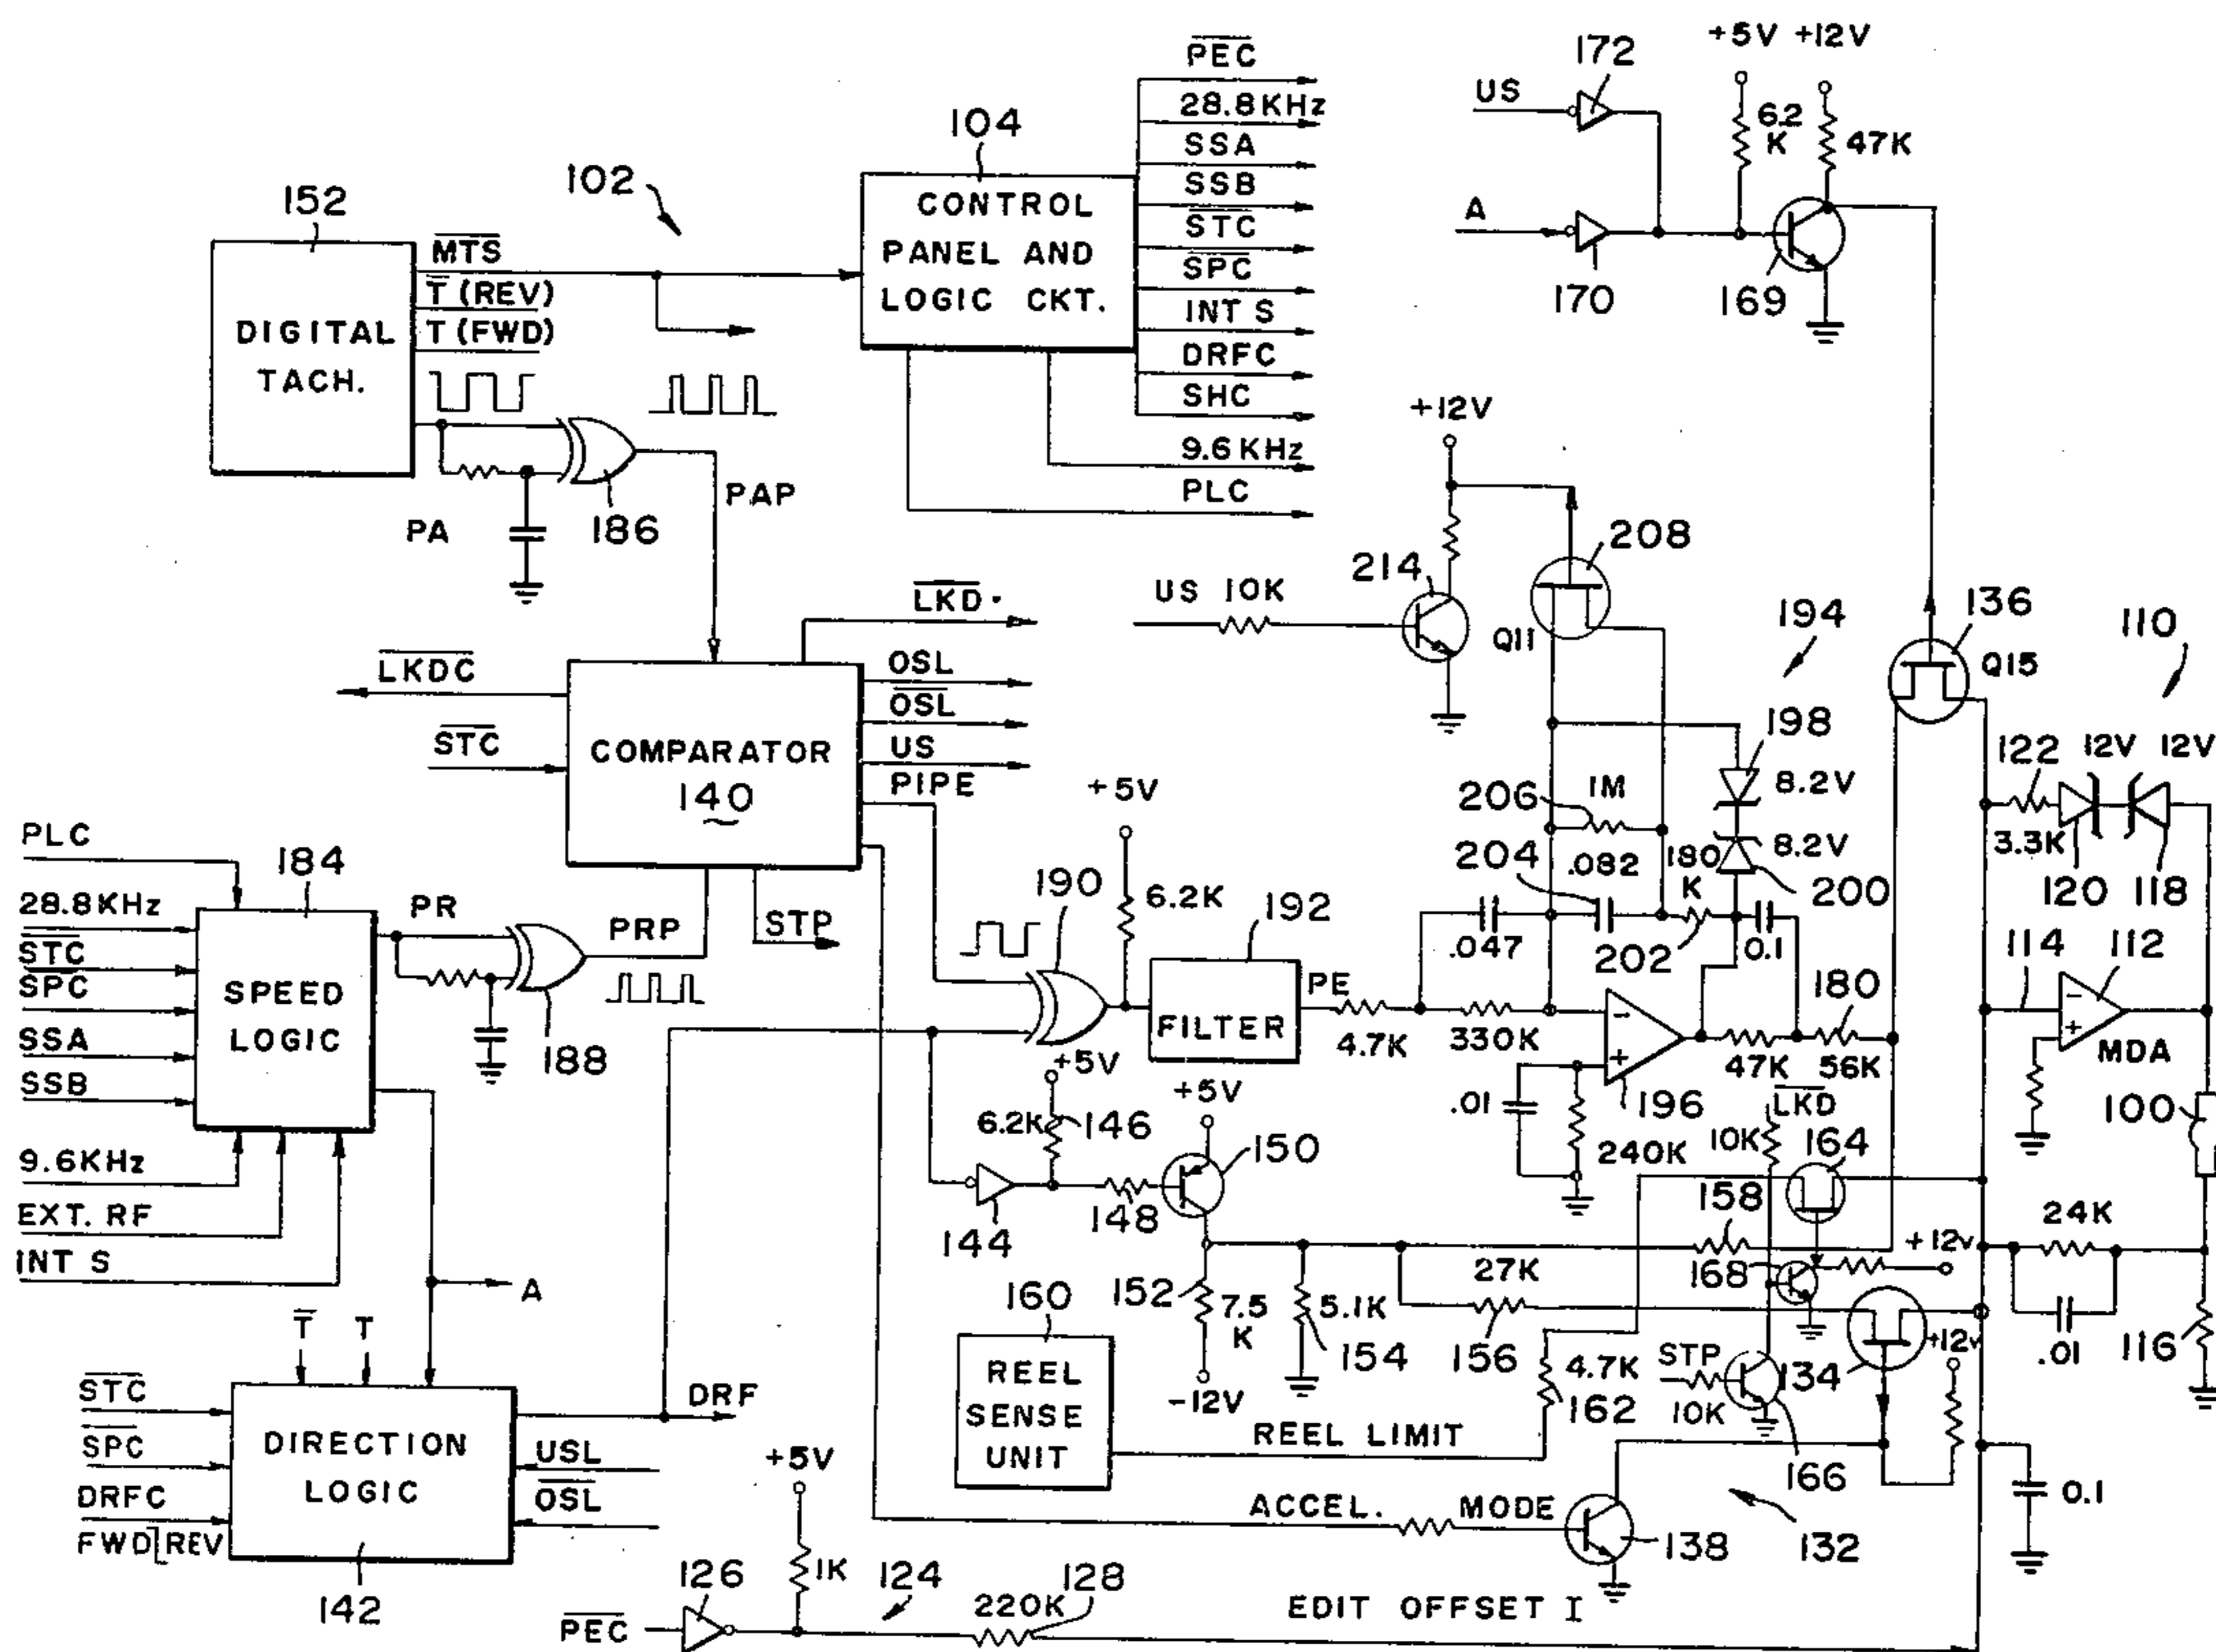 PEC
28.8KHz
SSA
SSB
STC
SPC
INT S
DRFC
SHC
9.6 KHz
PLC
104
CONTROL
PANEL AND
LOGIC CKT.
102
152
MTS
T (REV)
T (FWD)
DIGITAL
TACH.
PA
186
PAP
172
US
A
170
169
+5V +12V
6.2
K
47K
+12V
208
214
US 10K
Q11
194
136
Q15
110
LKD
LKDC
STC
OSL
OSL
US
PIPE
COMPARATOR
140
STP
PLC
184
28.8KHz
STC
SPC
SSA
SSB
SPEED
LOGIC
PR
PRP
188
9.6KHz
EXT. RF
INT S
A
T T
STC
SPC
DRFC
FWD REV
DIRECTION
LOGIC
142
DRF
USL
OSL
+5V
6.2K
190
192
FILTER
PE
4.7K
330K
.047
204
.082
206
1M
180
K
202
0.1
198
8.2V
8.2V
200
196
47K
180
56K
.01
240K
122
12V 12V
3.3K
120
118
114
112
MDA
100
+5V
6.2K
146
144
148
+5V
150
152
7.5
K
-12V
5.1K
154
27K
156
158
LKD
10K
164
168
+12v
24K
.01
116
134
+12v
160
REEL
SENSE
UNIT
REEL LIMIT
4.7K
162
STP
10K
166
132
0.1
ACCEL. MODE
138
+5V
1K
PEC
126
124
220K
128
EDIT OFFSET I